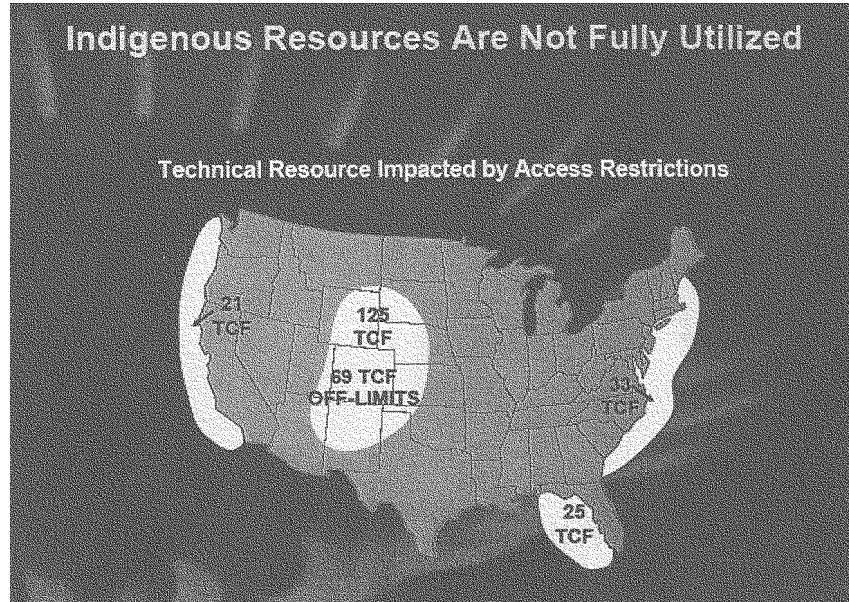 Indigenous Resources Are Not Fully Utilized
Technical Resource Impacted by Access Restrictions
21
TCF
125
TCF
69 TCF
OFF-LIMITS
33
TCF
25
TCF